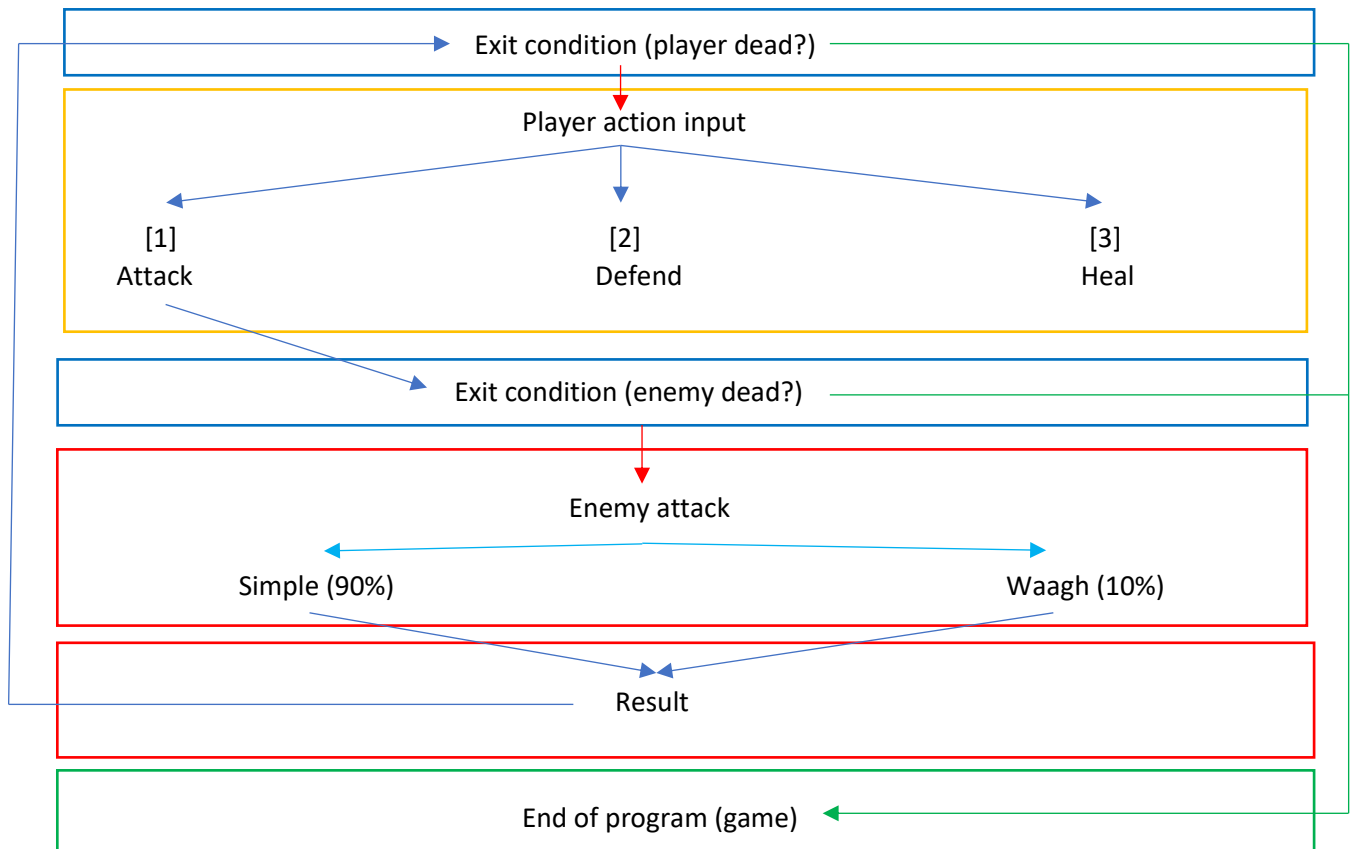 Exit condition (player dead?)
Player action input
[1]
Attack
[2]
Defend
[3]
Heal
Exit condition (enemy dead?)
Enemy attack
Simple (90%)
Waagh (10%)
Result
End of program (game)